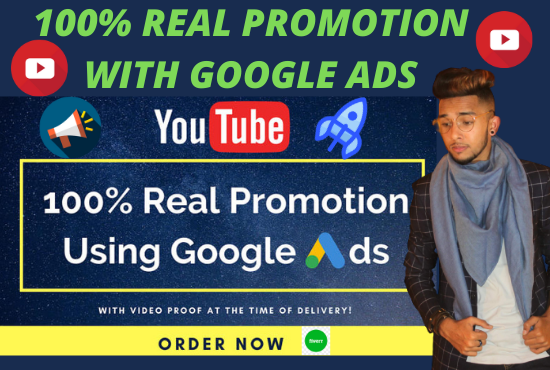 100% REAL PROMOTION
WITH GOOGLE ADS
YouTube
100% Real Promotion
Using Google Ads
WITH VIDEO PROOF AT THE TIME OF DELIVERY!
ORDER NOW
fiverr